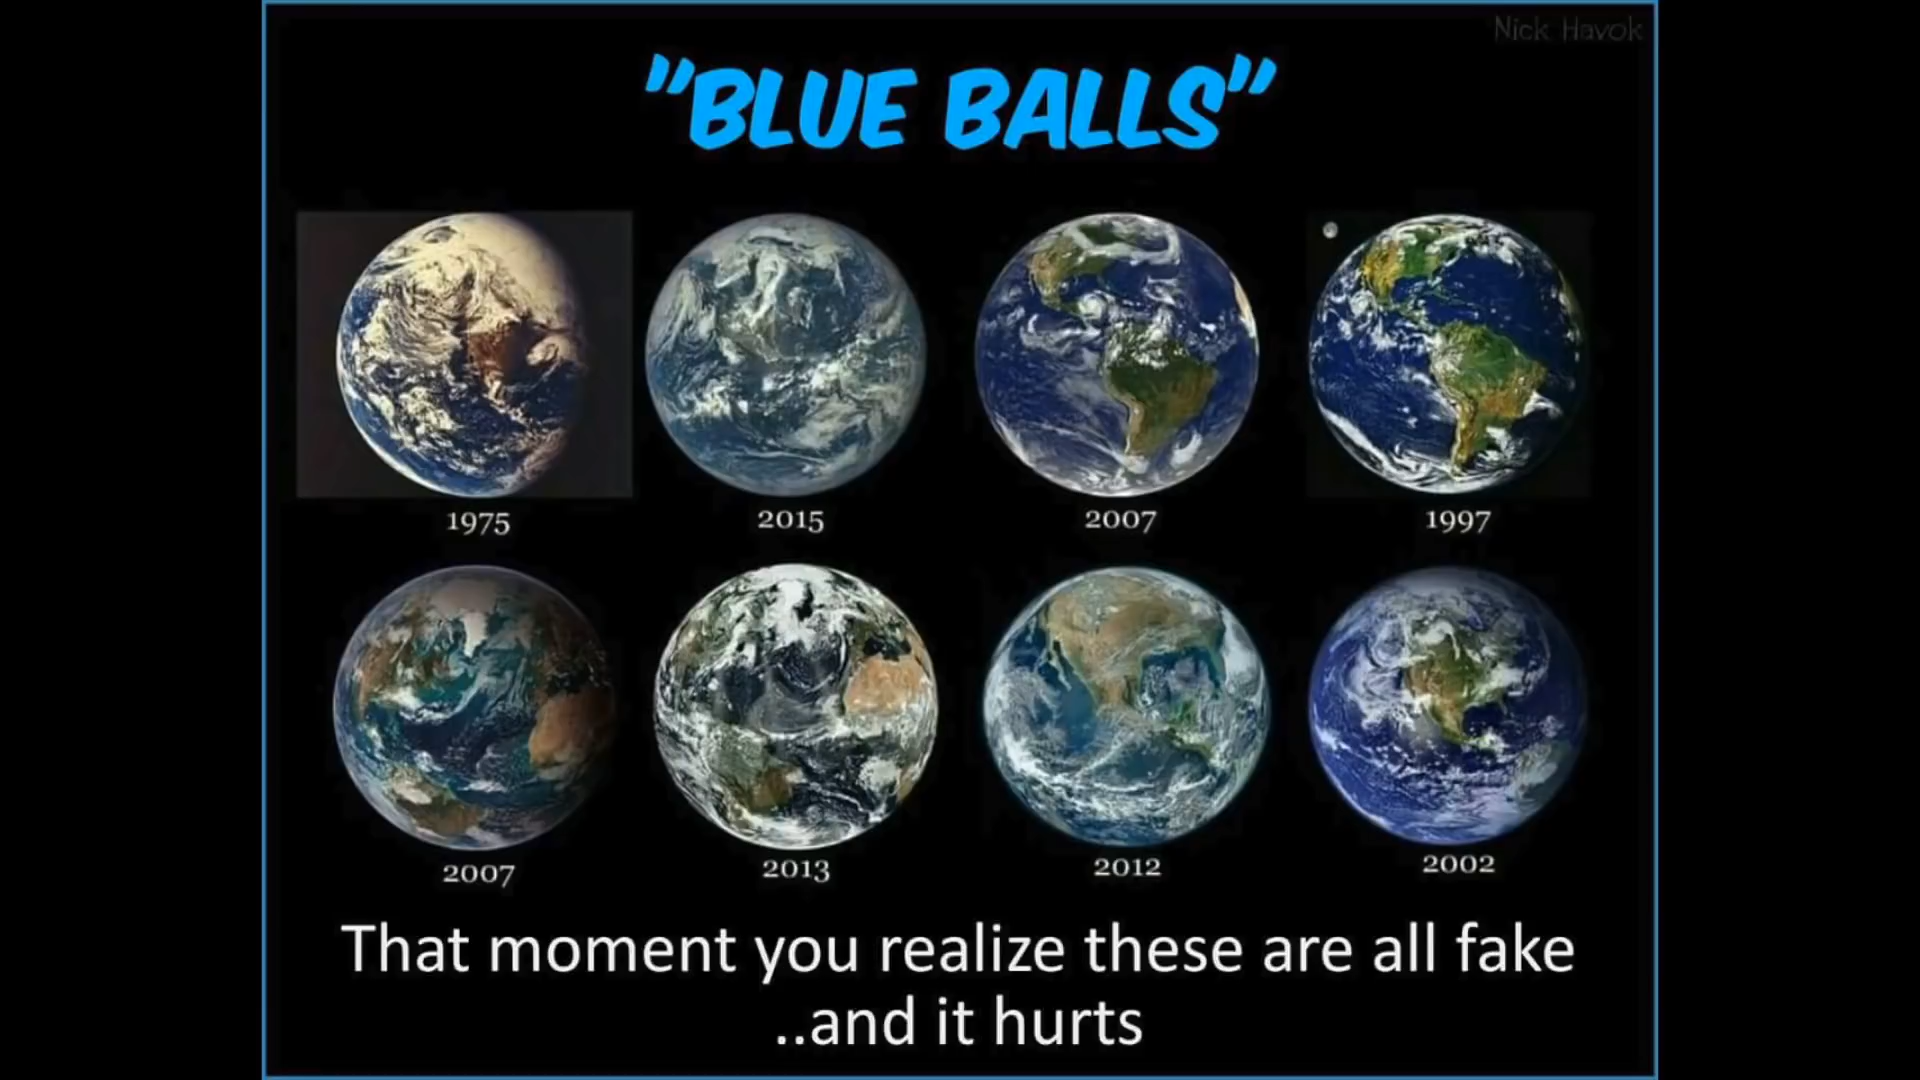 Nick Havok
"BLUE BALLS"
1975 2015 2007 1997
2007 2013 2012 2002
That moment you realize these are all fake
..and it hurts